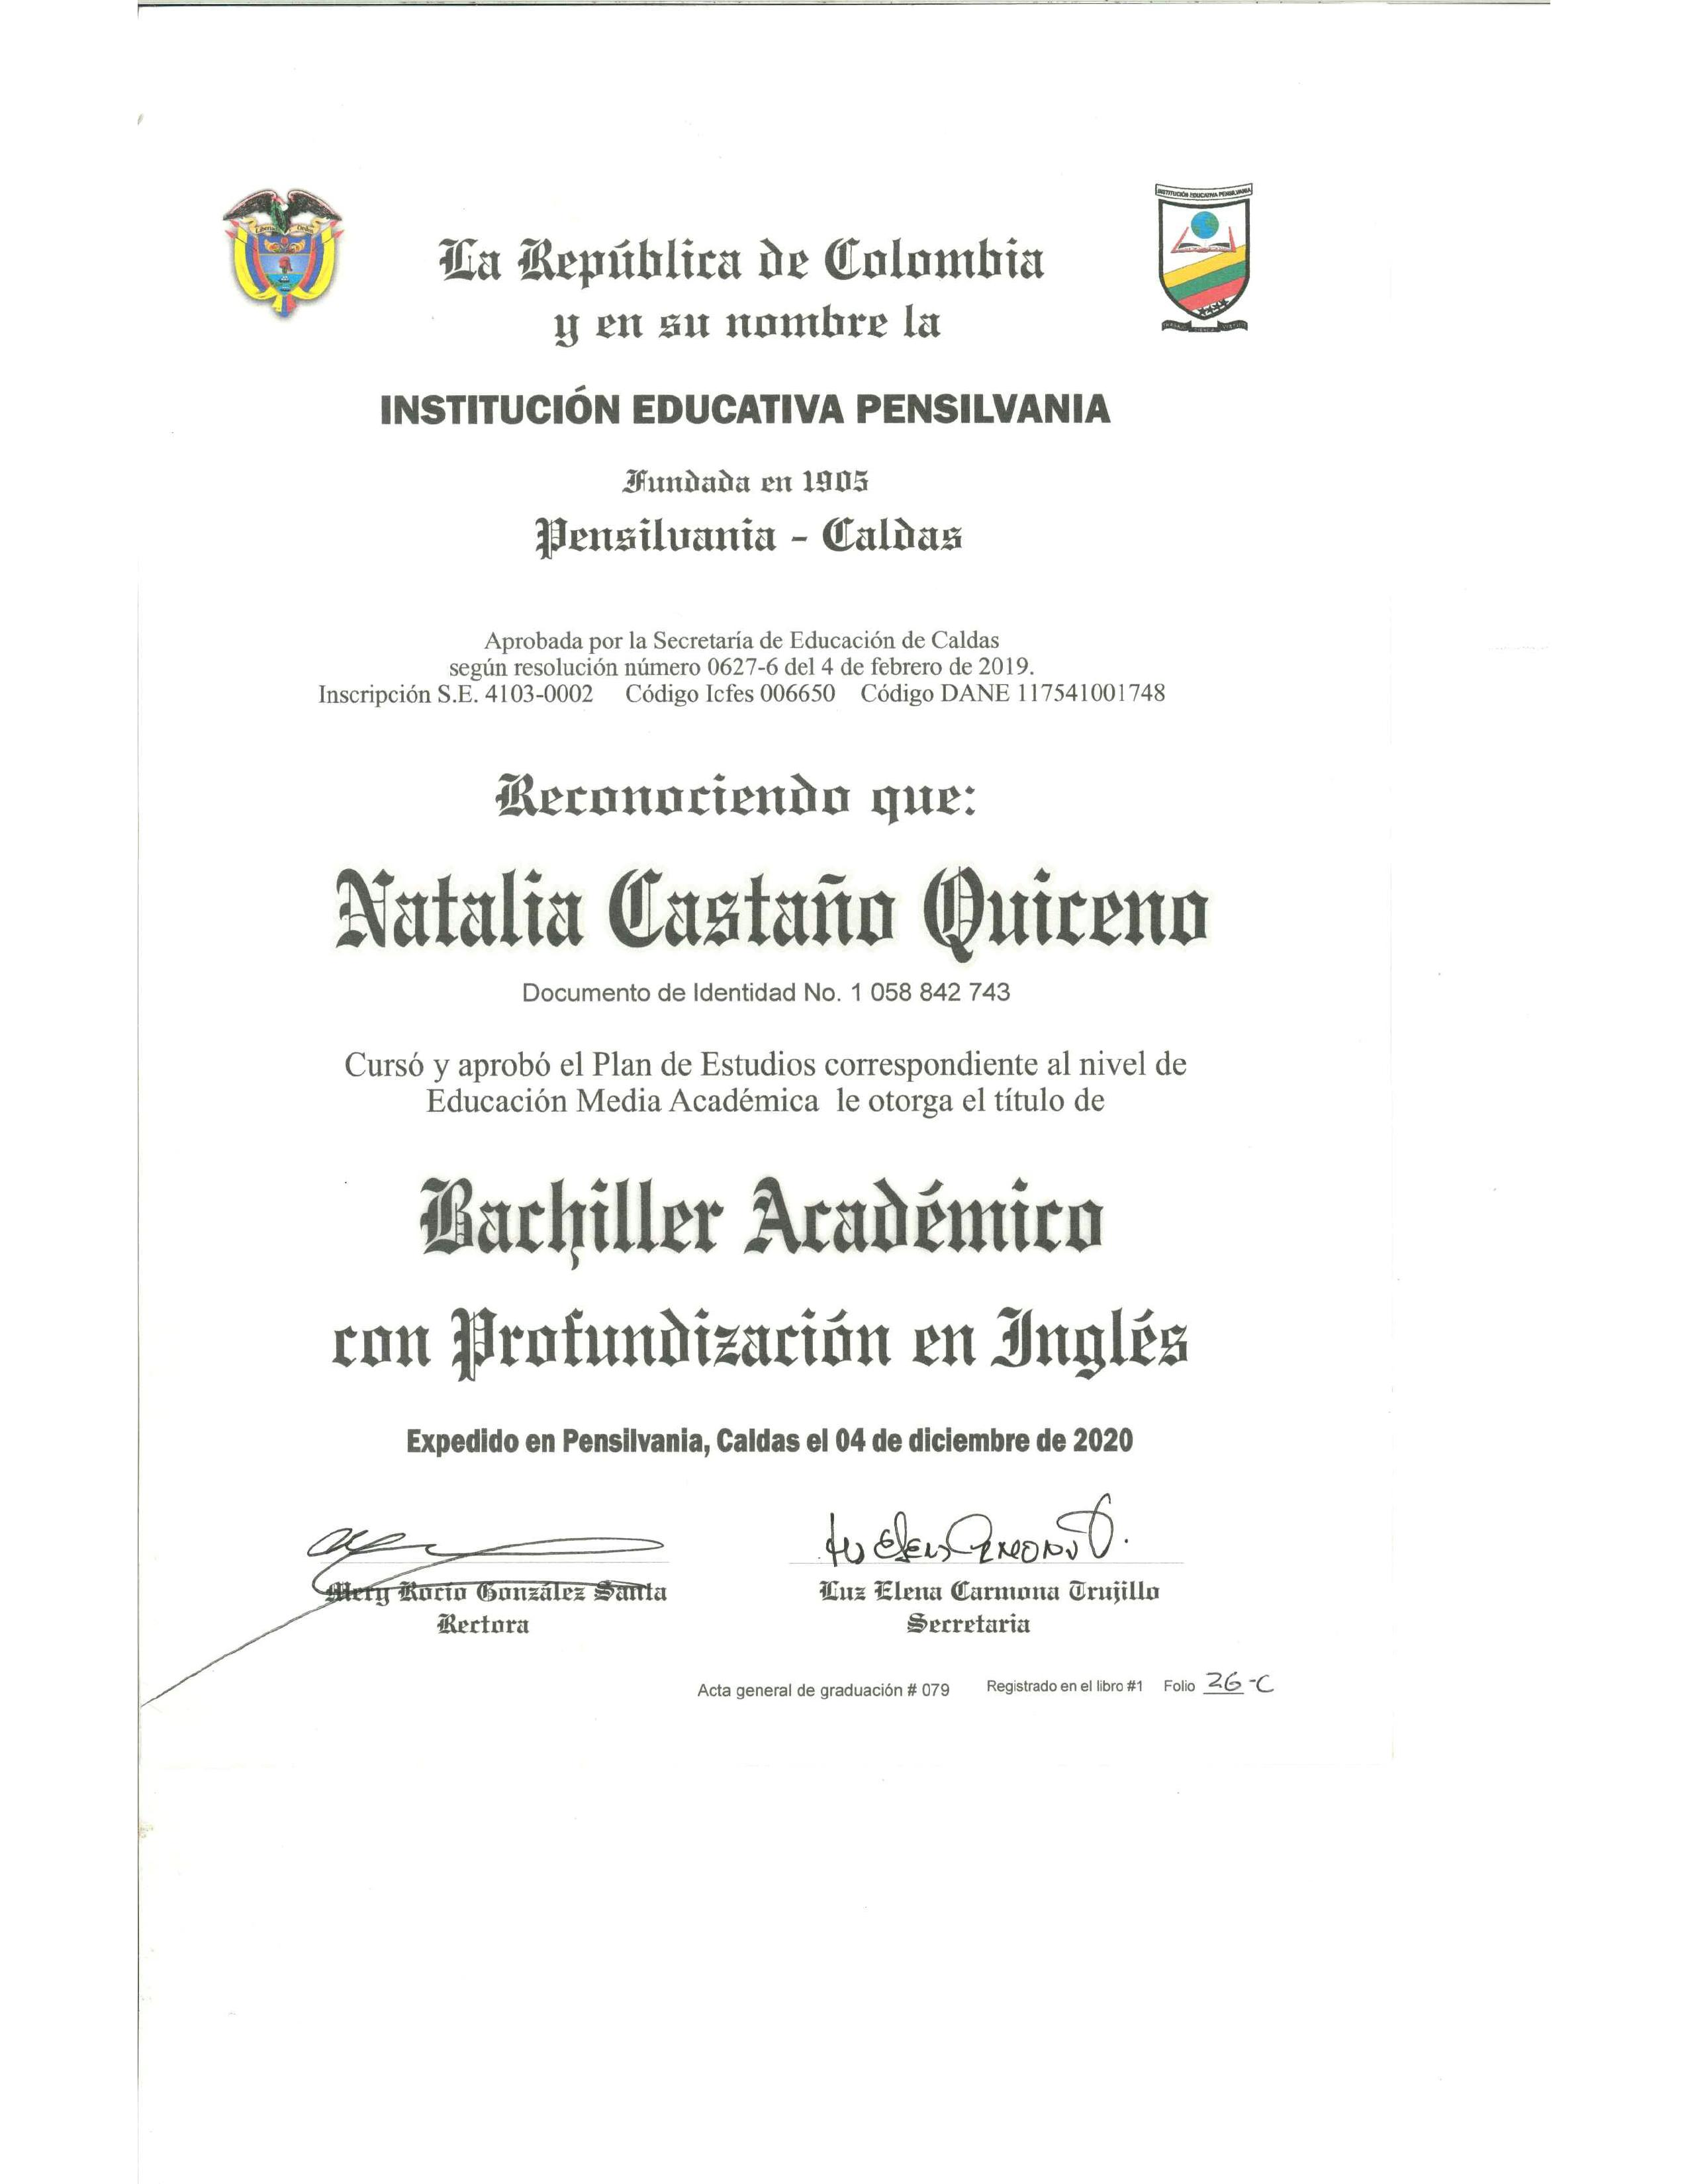 INSTITUCIÓN EDUCATIVA PENSILVANIA
Libertad y Orden
La República de Colombia
y en su nombre la
INSTITUCIÓN EDUCATIVA PENSILVANIA
Fundada en 1905
Pensilvania - Caldas
Aprobada por la Secretaría de Educación de Caldas
según resolución número 0627-6 del 4 de febrero de 2019.
Inscripción S.E. 4103-0002 Código Icfes 006650 Código DANE 117541001748
Reconociendo que:
Natalia Castaño Quiceno
Documento de Identidad No. 1 058 842 743
Cursó y aprobó el Plan de Estudios correspondiente al nivel de
Educación Media Académica le otorga el título de
Bachiller Académico
con Profundización en Inglés
Expedido en Pensilvania, Caldas el 04 de diciembre de 2020
Mery Rocío González Santa
Rectora
Luz Elena Carmona Trujillo
Secretaria
Acta general de graduación # 079 Registrado en el libro #1 Folio 26-C